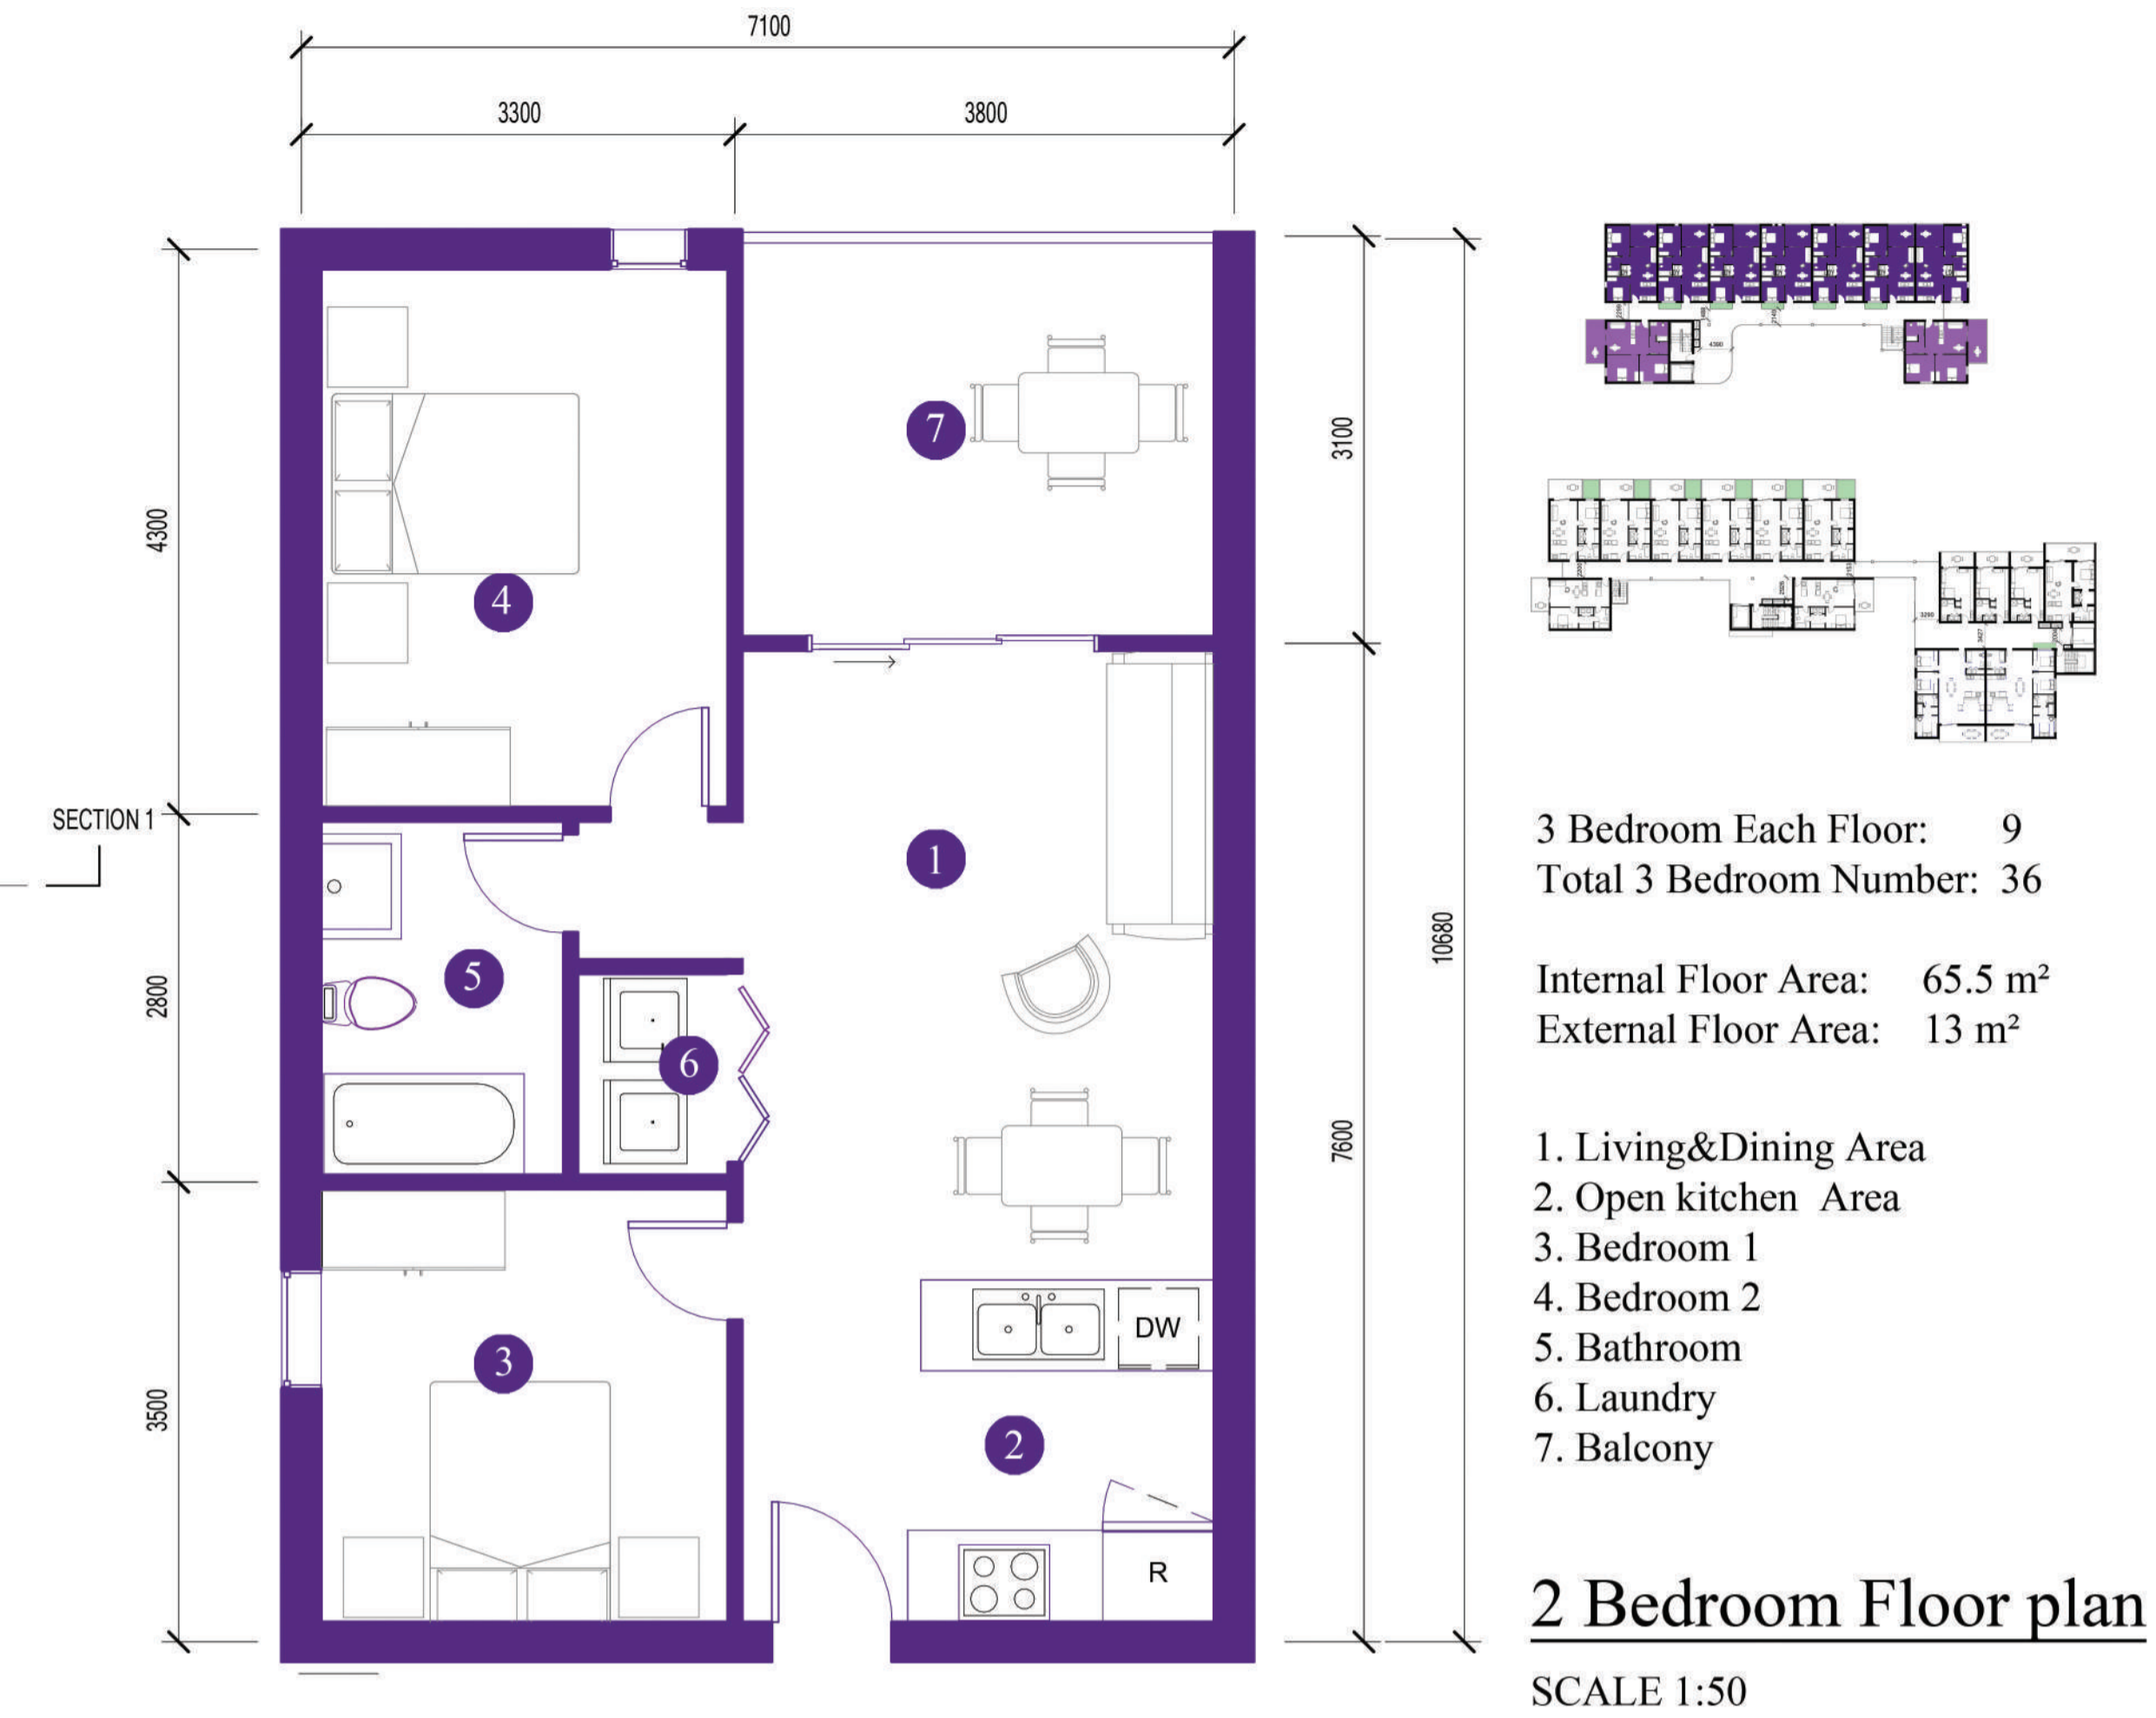 7100
3300
3800
4300
2800
3500
3100
7600
10680
SECTION 1
7
4
1
5
6
3
2
DW
R
4390
3290
3 Bedroom Each Floor: 9
Total 3 Bedroom Number: 36
Internal Floor Area: 65.5 m²
External Floor Area: 13 m²
1. Living&Dining Area
2. Open kitchen Area
3. Bedroom 1
4. Bedroom 2
5. Bathroom
6. Laundry
7. Balcony
2 Bedroom Floor plan
SCALE 1:50